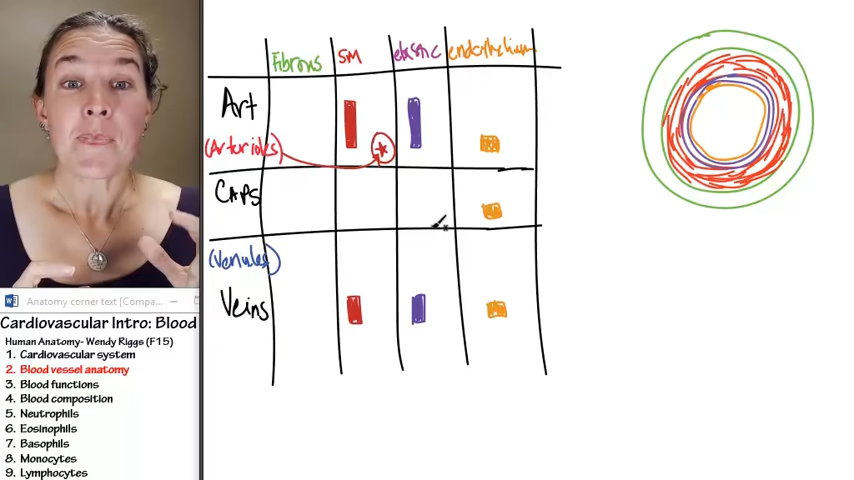 Fibrous SM elastic endothelium
Art
(Arterioles) *
CAPS
(Venules)
Veins
Anatomy corner text [Compa...
Cardiovascular Intro: Blood
Human Anatomy- Wendy Riggs (F15)
1. Cardiovascular system
2. Blood vessel anatomy
3. Blood functions
4. Blood composition
5. Neutrophils
6. Eosinophils
7. Basophils
8. Monocytes
9. Lymphocytes